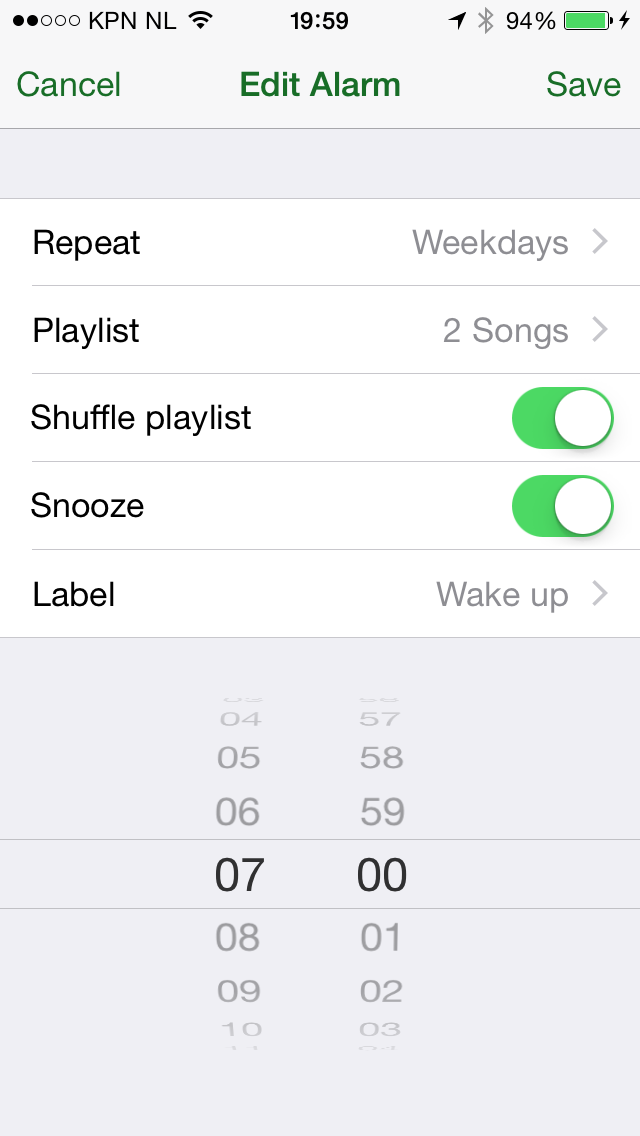 KPN NL 19:59 94%
Cancel Edit Alarm Save
Repeat Weekdays
Playlist 2 Songs
Shuffle playlist
Snooze
Label Wake up
04 57
05 58
06 59
07 00
08 01
09 02
10 03